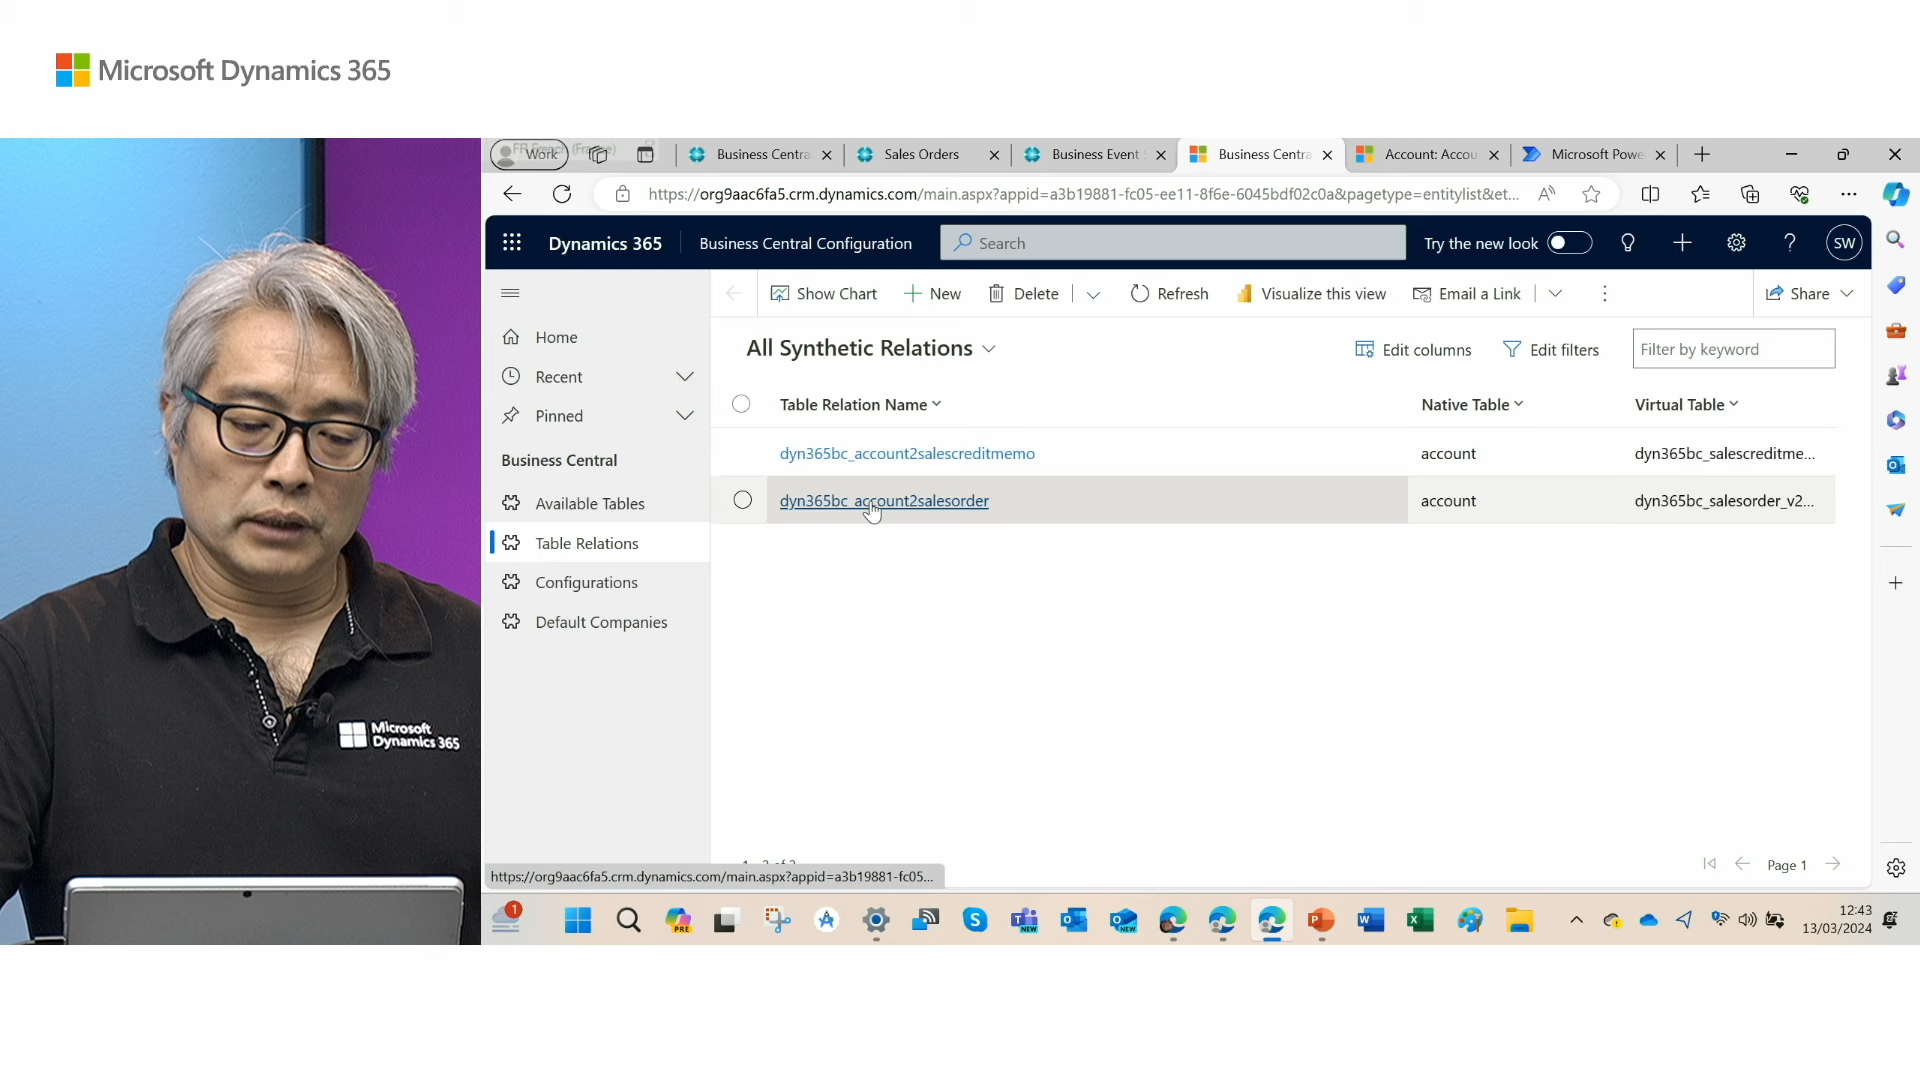 Microsoft Dynamics 365
Work
Business Centra
Sales Orders
Business Event
Business Centra
Account: Accou
Microsoft Powe
https://org9aac6fa5.crm.dynamics.com/main.aspx?appid=a3b19881-fc05-ee11-8f6e-6045bdf02c0a&pagetype=entitylist&et...
Dynamics 365
Business Central Configuration
Search
Try the new look
SW
Show Chart
New
Delete
Refresh
Visualize this view
Email a Link
Share
Home
Recent
Pinned
Business Central
Available Tables
Table Relations
Configurations
Default Companies
All Synthetic Relations
Edit columns
Edit filters
Filter by keyword
Table Relation Name
Native Table
Virtual Table
dyn365bc_account2salescreditmemo
account
dyn365bc_salescreditme...
dyn365bc_account2salesorder
account
dyn365bc_salesorder_v2...
Page 1
https://org9aac6fa5.crm.dynamics.com/main.aspx?appid=a3b19881-fc05...
1
PRE
NEW
NEW
12:43
13/03/2024
Microsoft
Dynamics 365